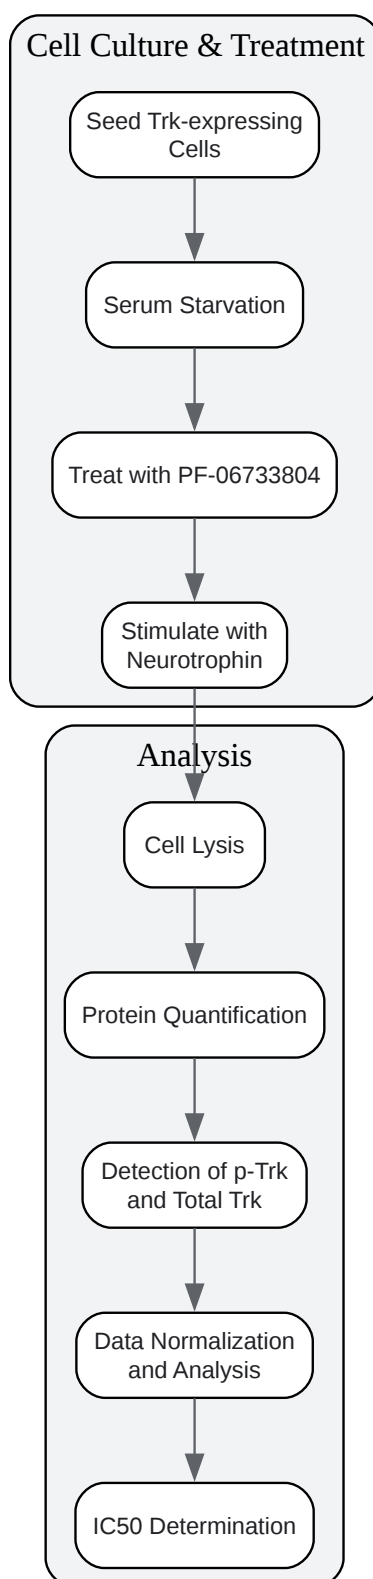 Cell Culture & Treatment
Seed Trk-expressing
Cells
Serum Starvation
Treat with PF-06733804
Stimulate with
Neurotrophin
Analysis
Cell Lysis
Protein Quantification
Detection of p-Trk
and Total Trk
Data Normalization
and Analysis
IC50 Determination